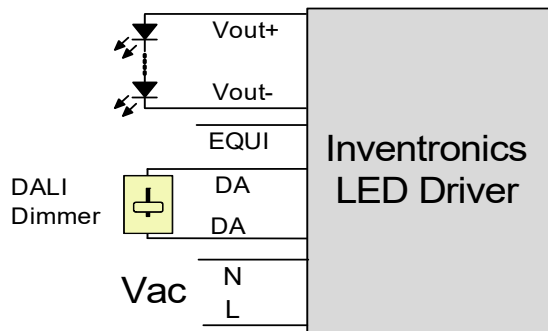 Vout+
Vout-
EQUI
DALI
Dimmer
DA
DA
Vac
N
L
Inventronics
LED Driver